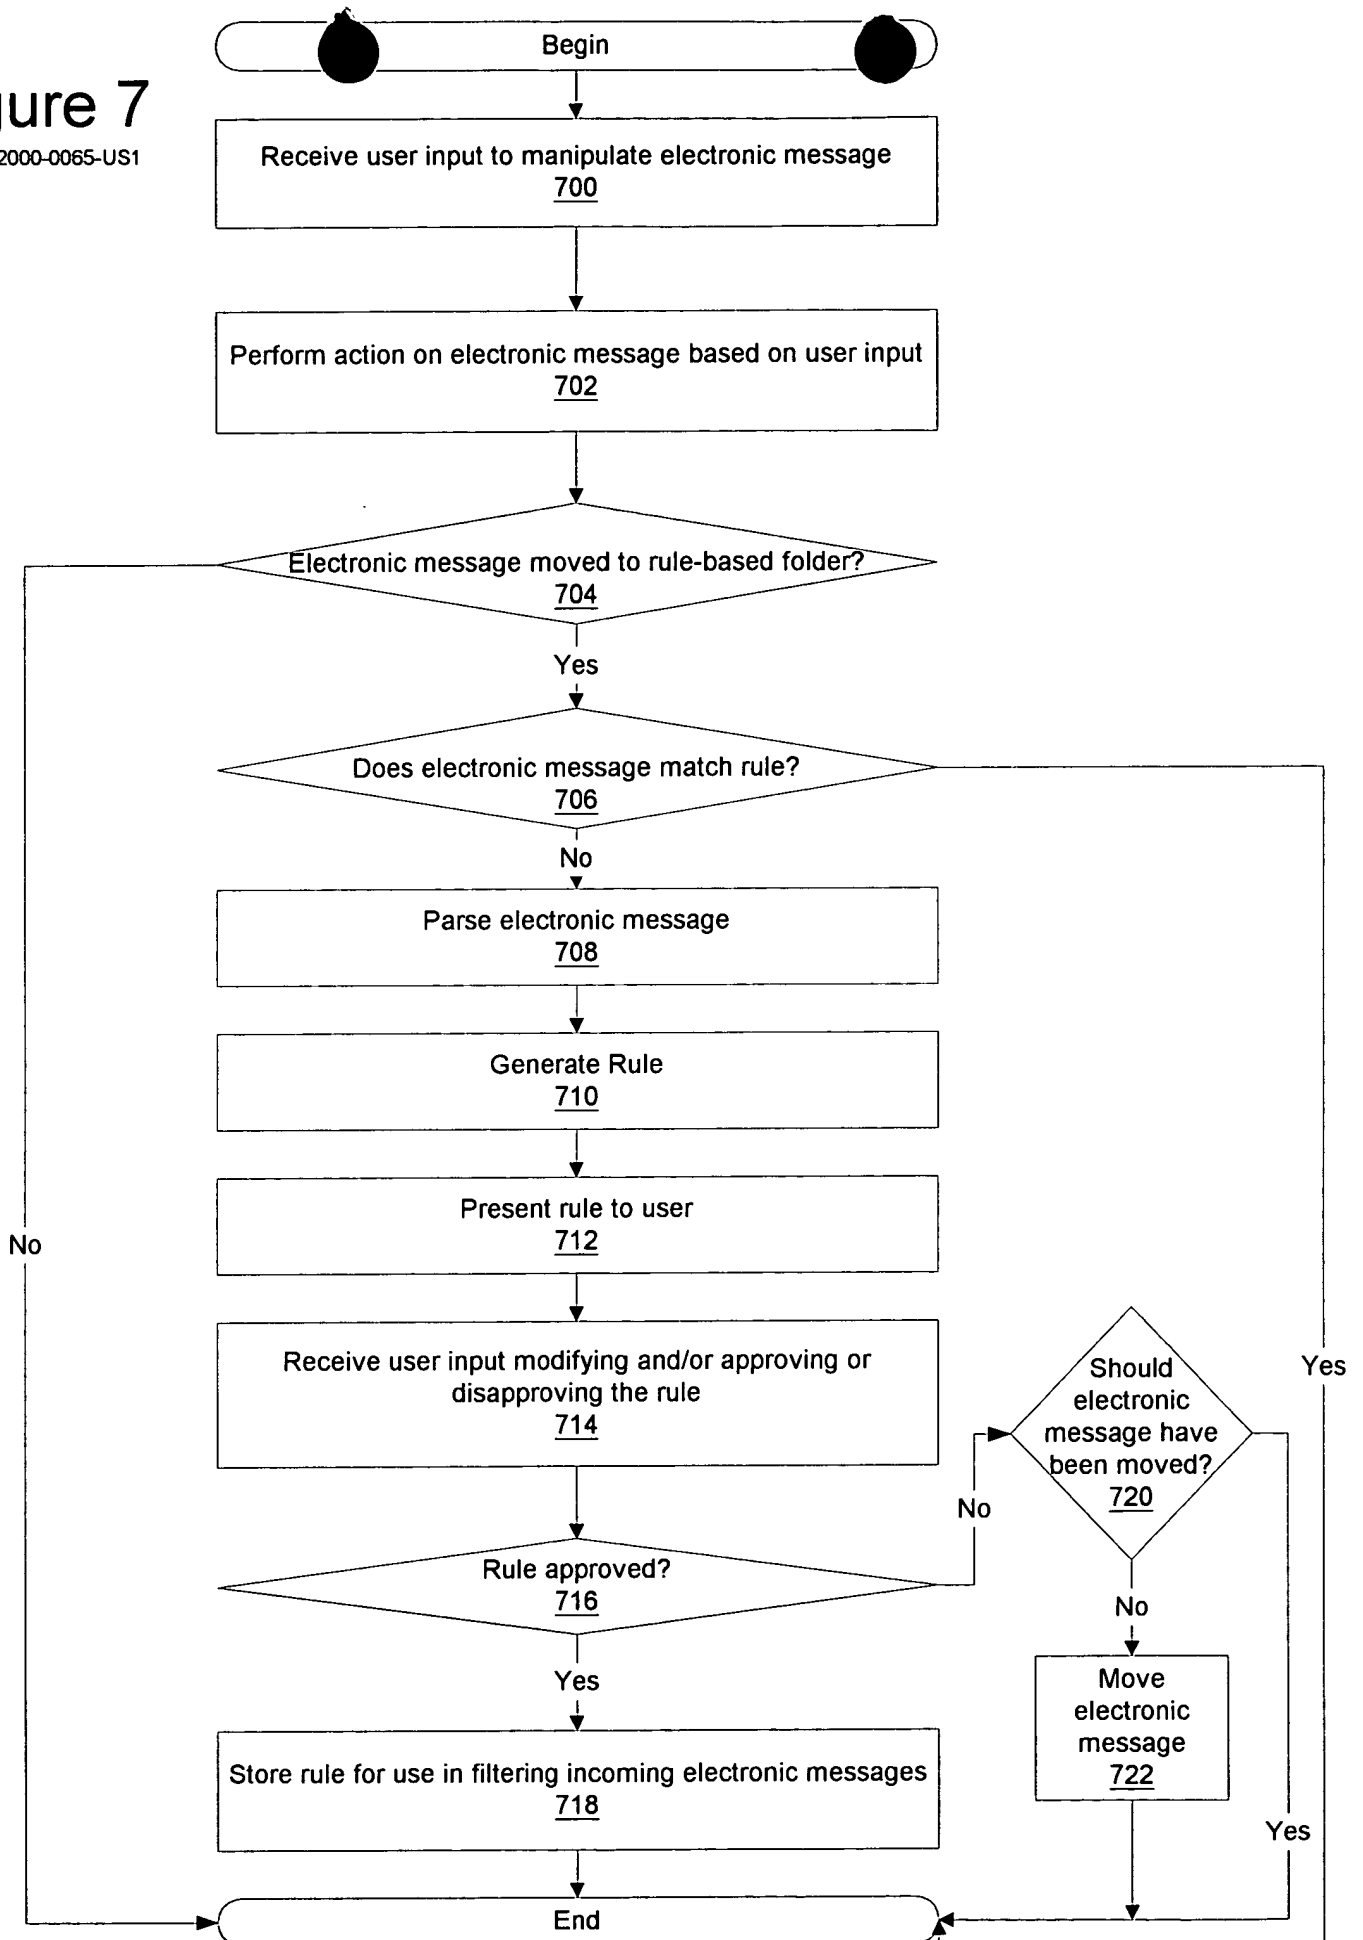 Begin
gure 7
2000-0065-US1
Receive user input to manipulate electronic message
700
Perform action on electronic message based on user input
702
Electronic message moved to rule-based folder?
704
Yes
Does electronic message match rule?
706
No
Parse electronic message
708
Generate Rule
710
Present rule to user
712
No
Receive user input modifying and/or approving or
disapproving the rule
714
Should
electronic
message have
been moved?
720
Yes
No
Rule approved?
716
No
Yes
Move
electronic
message
722
Store rule for use in filtering incoming electronic messages
718
Yes
End